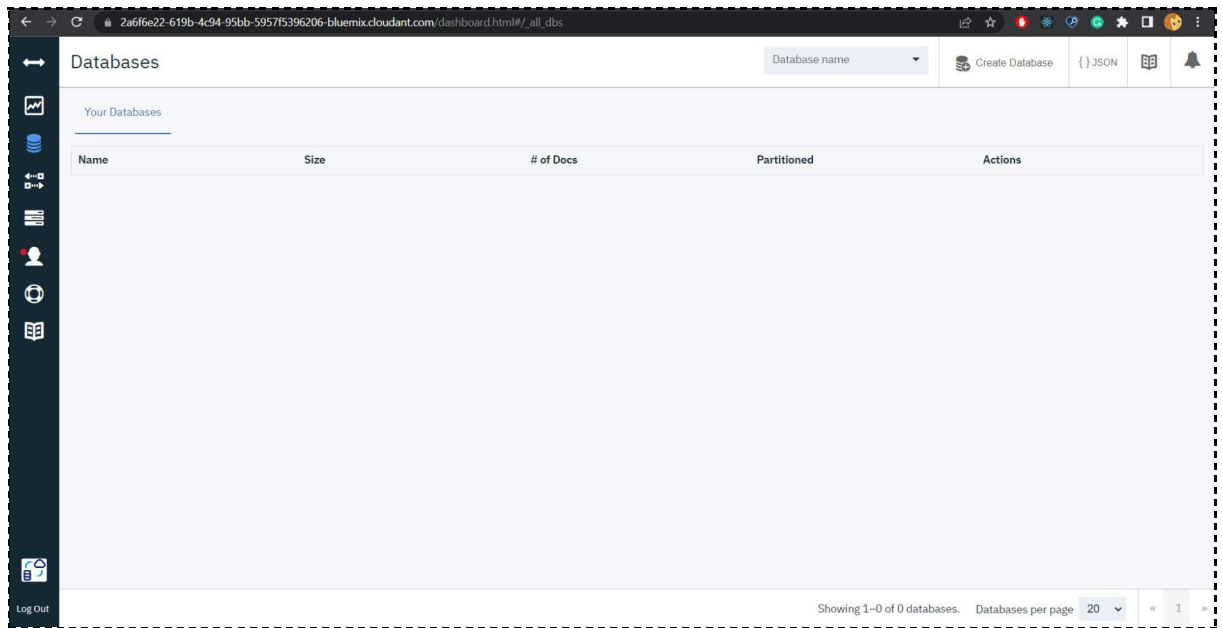 2a6f6e22-619b-4c94-95bb-5957f5396206-bluemix.cloudant.com/dashboard.html#/_all_dbs
Databases
Database name
Create Database
{ } JSON
Your Databases
Name Size # of Docs Partitioned Actions
Log Out
Showing 1–0 of 0 databases. Databases per page 20 « 1 »